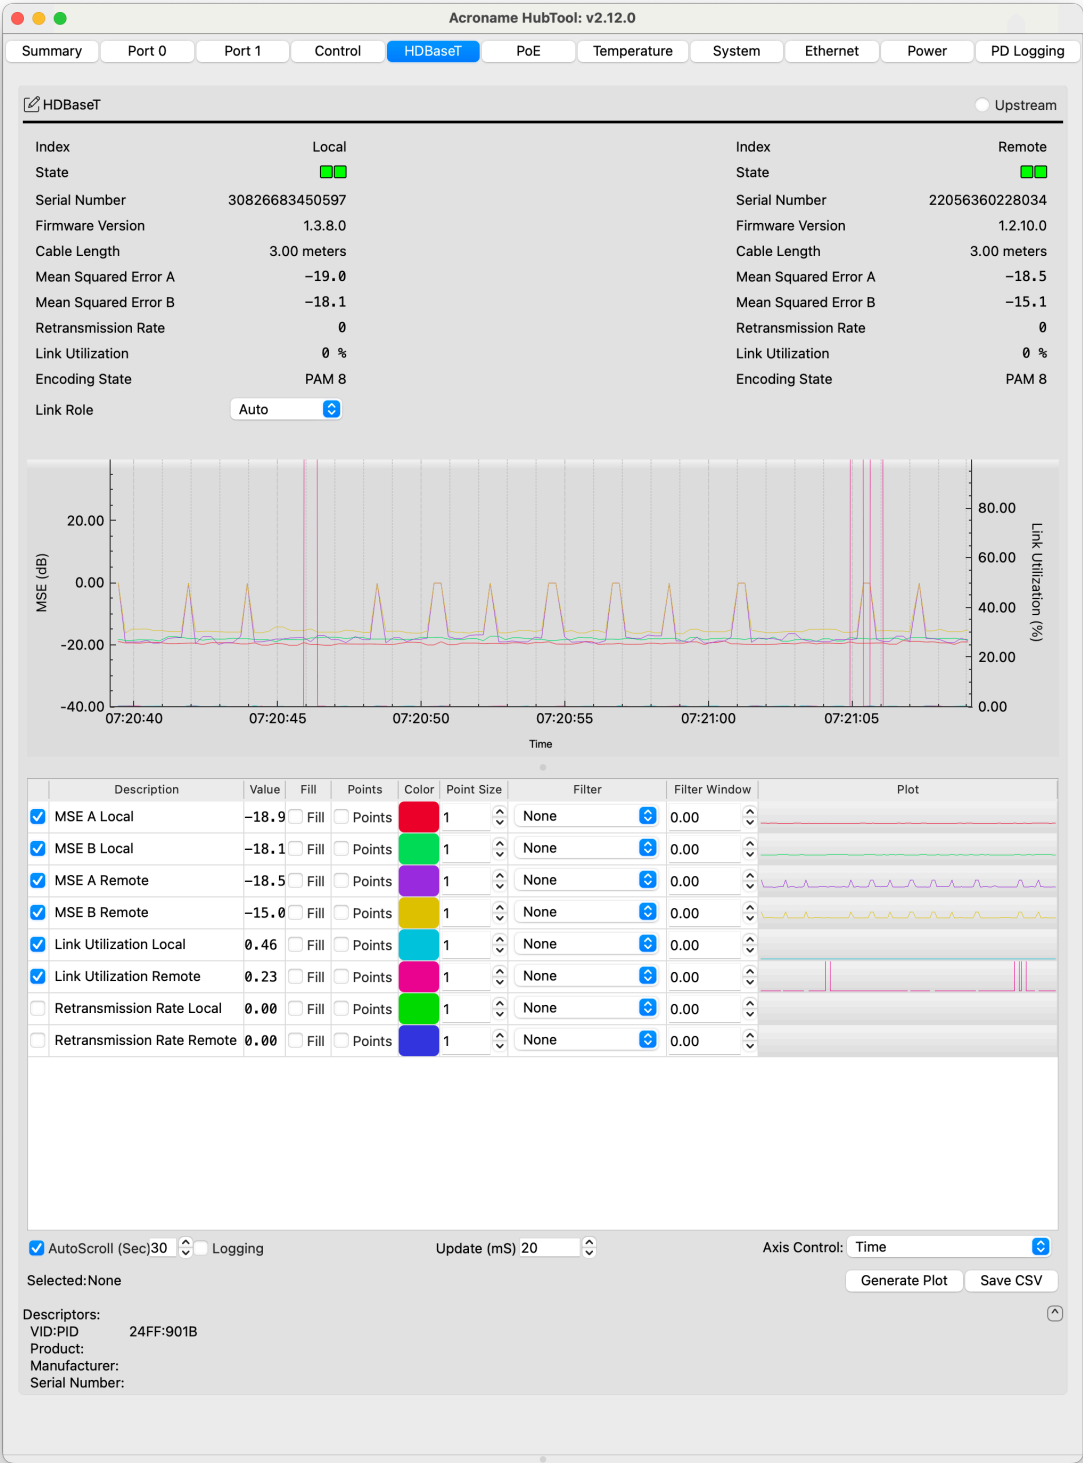 Acroname HubTool: v2.12.0
Summary Port 0 Port 1 Control HDBaseT PoE Temperature System Ethernet Power PD Logging
HDBaseT Upstream
Index Local Index Remote
State State
Serial Number 30826683450597 Serial Number 22056360228034
Firmware Version 1.3.8.0 Firmware Version 1.2.10.0
Cable Length 3.00 meters Cable Length 3.00 meters
Mean Squared Error A -19.0 Mean Squared Error A -18.5
Mean Squared Error B -18.1 Mean Squared Error B -15.1
Retransmission Rate 0 Retransmission Rate 0
Link Utilization 0 % Link Utilization 0 %
Encoding State PAM 8 Encoding State PAM 8
Link Role Auto
MSE (dB)
20.00
0.00
-20.00
-40.00
80.00
60.00
40.00
20.00
0.00
Link Utilization (%)
07:20:40 07:20:45 07:20:50 07:20:55 07:21:00 07:21:05
Time
Description Value Fill Points Color Point Size Filter Filter Window Plot
MSE A Local -18.9 Fill Points 1 None 0.00
MSE B Local -18.1 Fill Points 1 None 0.00
MSE A Remote -18.5 Fill Points 1 None 0.00
MSE B Remote -15.0 Fill Points 1 None 0.00
Link Utilization Local 0.46 Fill Points 1 None 0.00
Link Utilization Remote 0.23 Fill Points 1 None 0.00
Retransmission Rate Local 0.00 Fill Points 1 None 0.00
Retransmission Rate Remote 0.00 Fill Points 1 None 0.00
AutoScroll (Sec) 30 Logging Update (mS) 20 Axis Control: Time
Selected:None Generate Plot Save CSV
Descriptors:
VID:PID 24FF:901B
Product:
Manufacturer:
Serial Number: